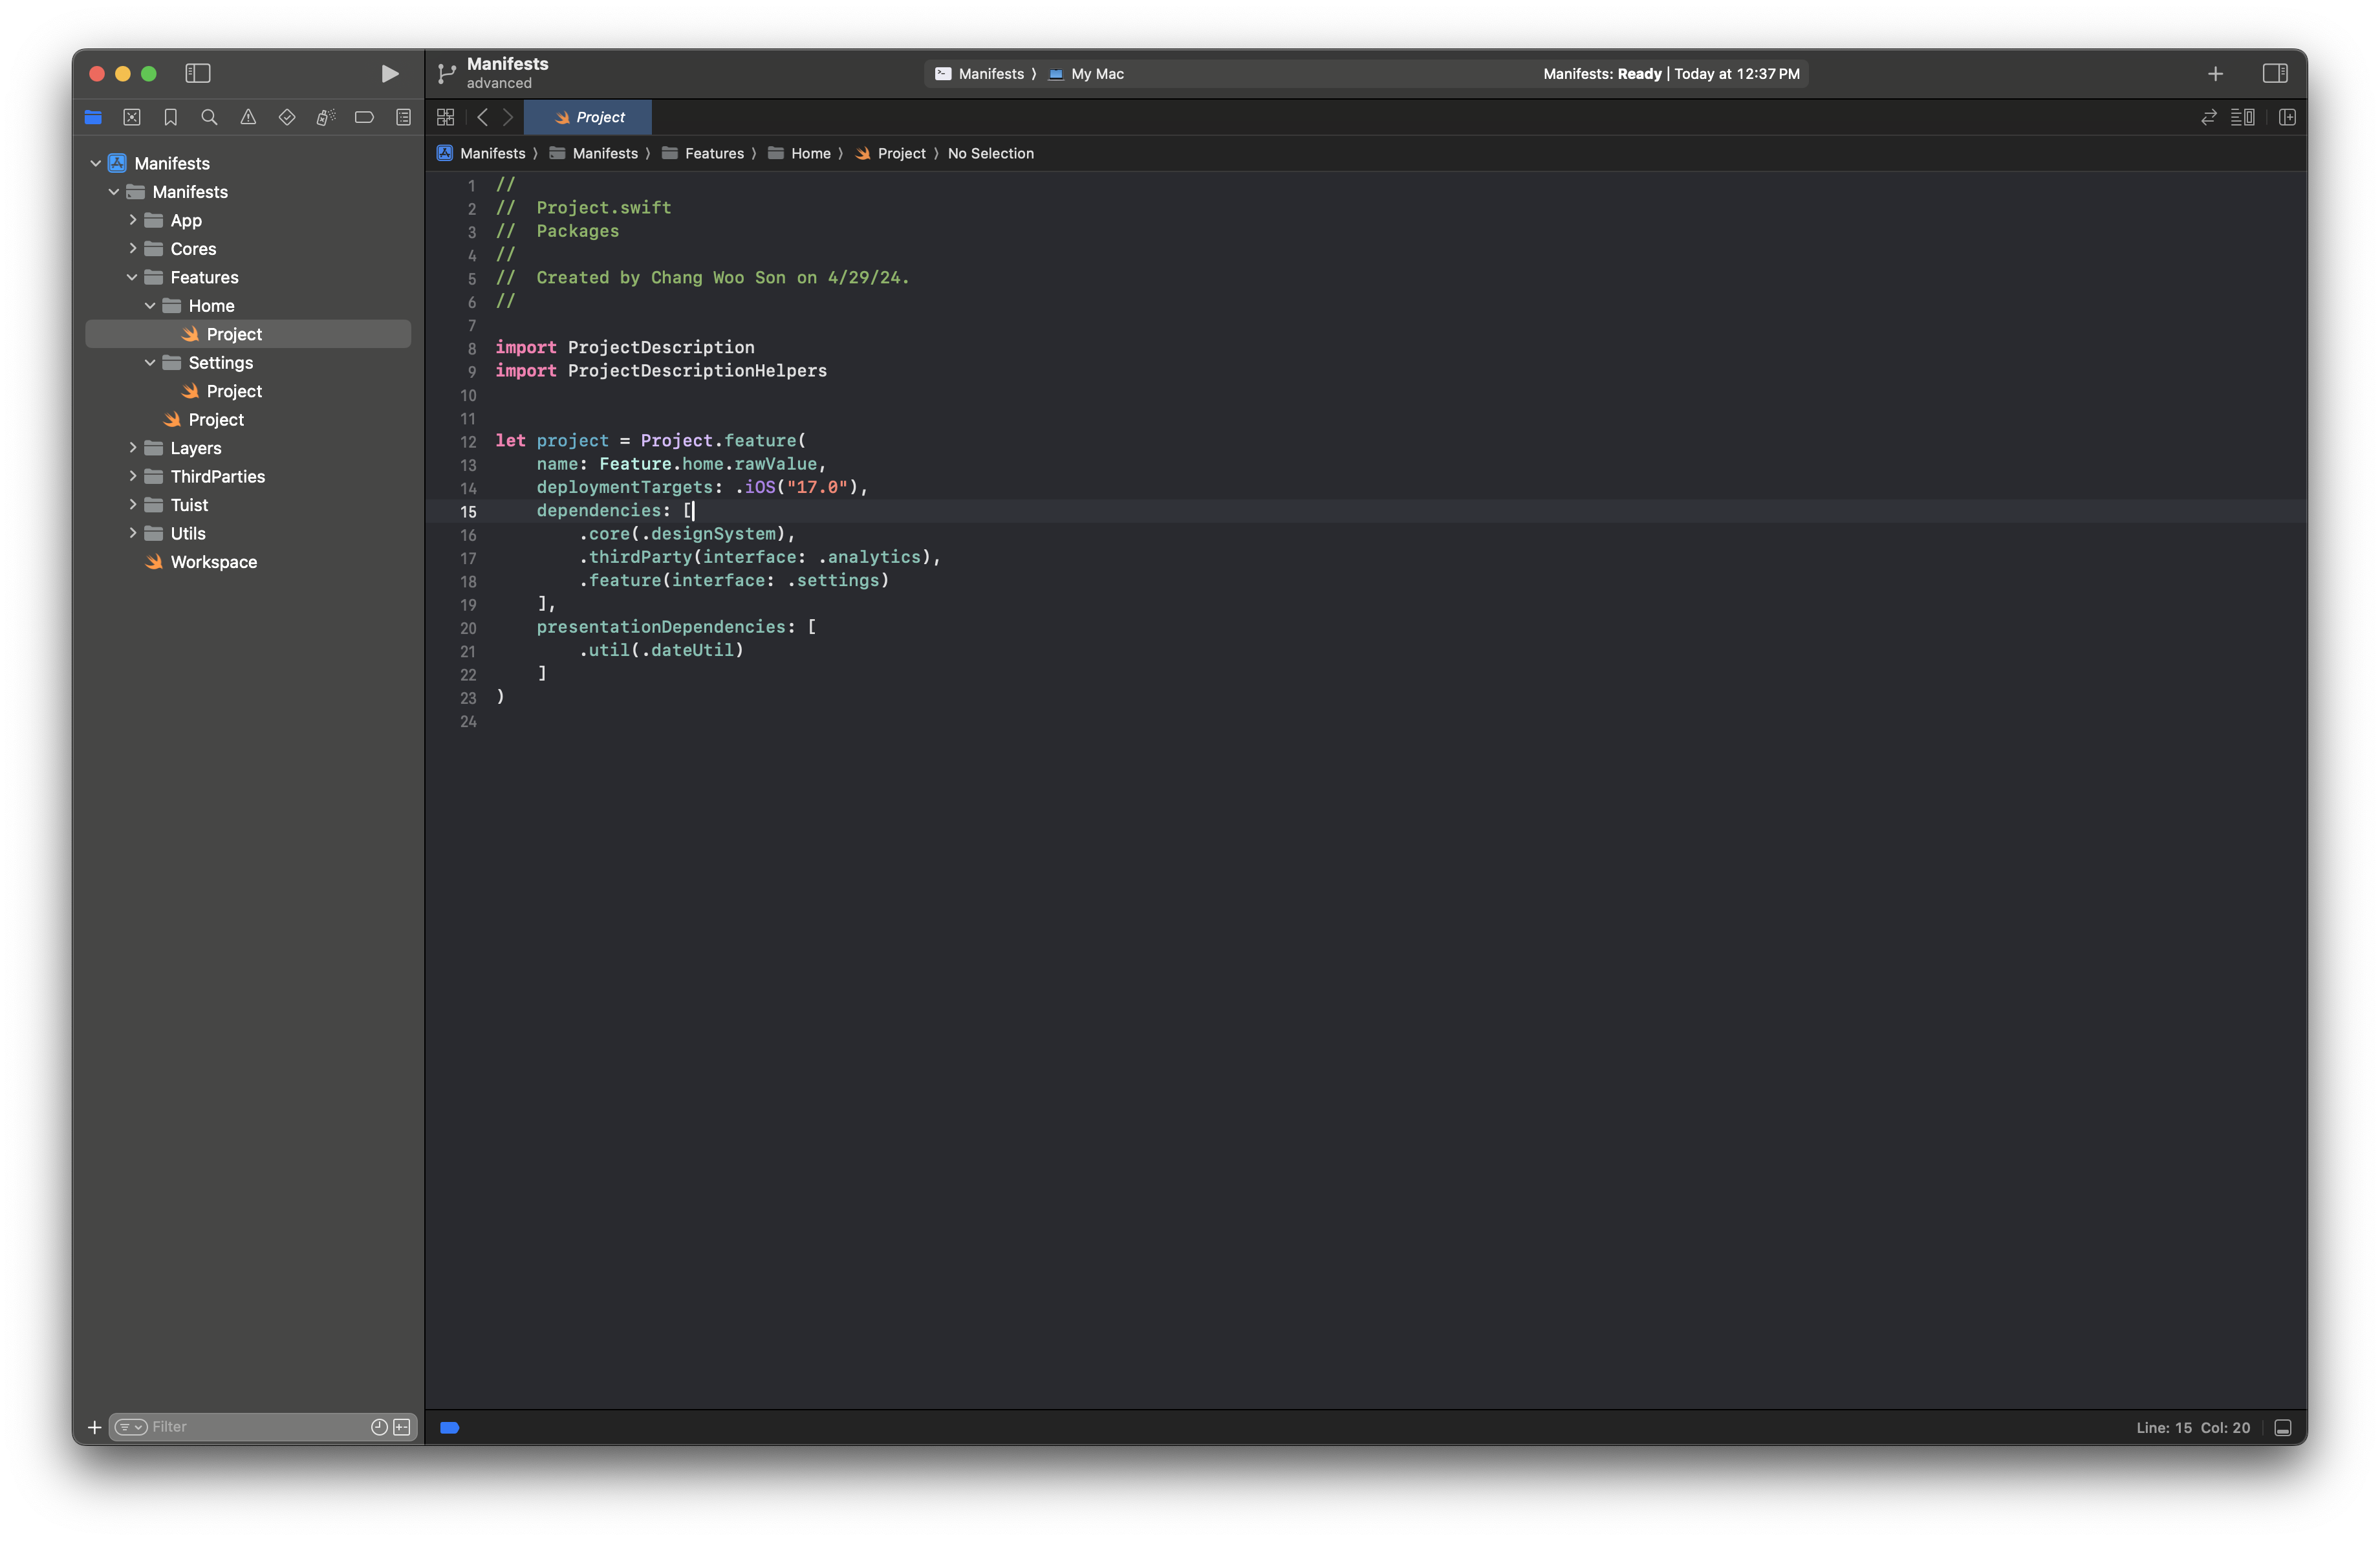 Manifests
advanced
Manifests 〉 My Mac
Manifests: Ready | Today at 12:37 PM
Project
Manifests 〉 Manifests 〉 Features 〉 Home 〉 Project 〉 No Selection
Manifests
Manifests
App
Cores
Features
Home
Project
Settings
Project
Project
Layers
ThirdParties
Tuist
Utils
Workspace
Filter
1 //
2 //  Project.swift
3 //  Packages
4 //
5 //  Created by Chang Woo Son on 4/29/24.
6 //
7
8 import ProjectDescription
9 import ProjectDescriptionHelpers
10
11
12 let project = Project.feature(
13     name: Feature.home.rawValue,
14     deploymentTargets: .iOS("17.0"),
15     dependencies: [
16         .core(.designSystem),
17         .thirdParty(interface: .analytics),
18         .feature(interface: .settings)
19     ],
20     presentationDependencies: [
21         .util(.dateUtil)
22     ]
23 )
24
Line: 15 Col: 20